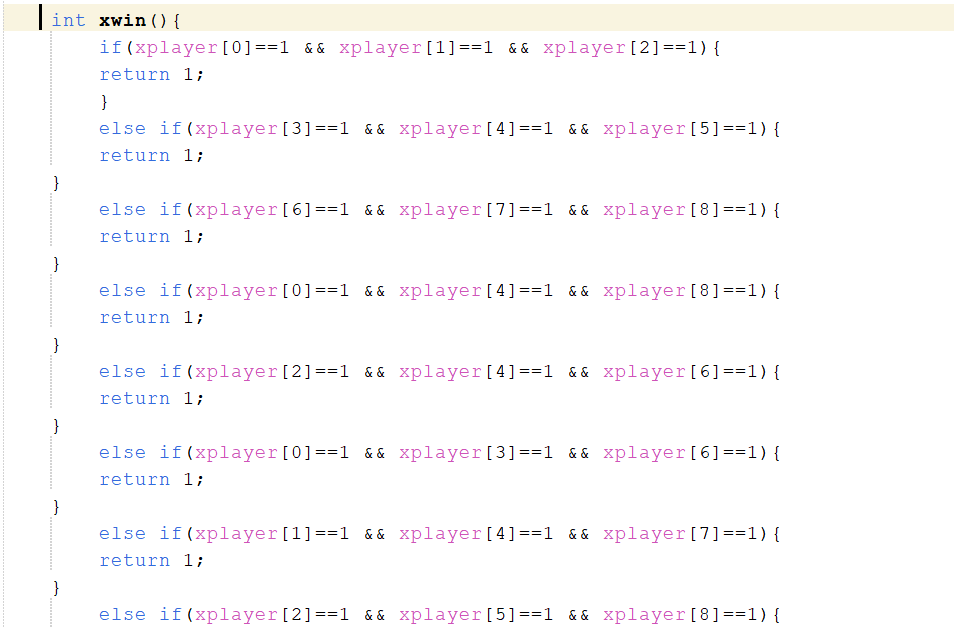 int xwin(){
if(xplayer[0]==1 && xplayer[1]==1 && xplayer[2]==1){
return 1;
}
else if(xplayer[3]==1 && xplayer[4]==1 && xplayer[5]==1){
return 1;
}
else if(xplayer[6]==1 && xplayer[7]==1 && xplayer[8]==1){
return 1;
}
else if(xplayer[0]==1 && xplayer[4]==1 && xplayer[8]==1){
return 1;
}
else if(xplayer[2]==1 && xplayer[4]==1 && xplayer[6]==1){
return 1;
}
else if(xplayer[0]==1 && xplayer[3]==1 && xplayer[6]==1){
return 1;
}
else if(xplayer[1]==1 && xplayer[4]==1 && xplayer[7]==1){
return 1;
}
else if(xplayer[2]==1 && xplayer[5]==1 && xplayer[8]==1){